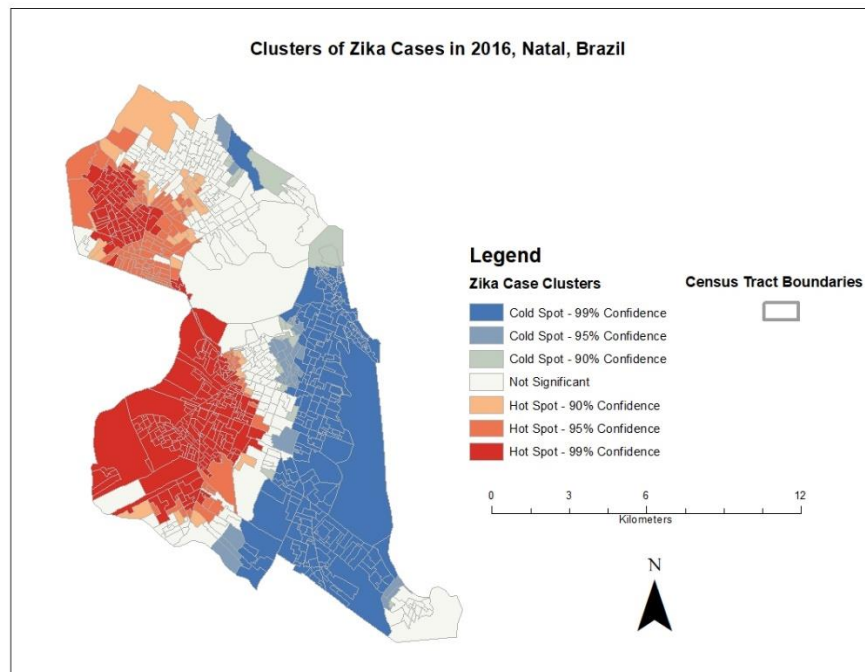 Clusters of Zika Cases in 2016, Natal, Brazil
Legend
Zika Case Clusters
Cold Spot - 99% Confidence
Cold Spot - 95% Confidence
Cold Spot - 90% Confidence
Not Significant
Hot Spot - 90% Confidence
Hot Spot - 95% Confidence
Hot Spot - 99% Confidence
Census Tract Boundaries
0 3 6 12
Kilometers
N